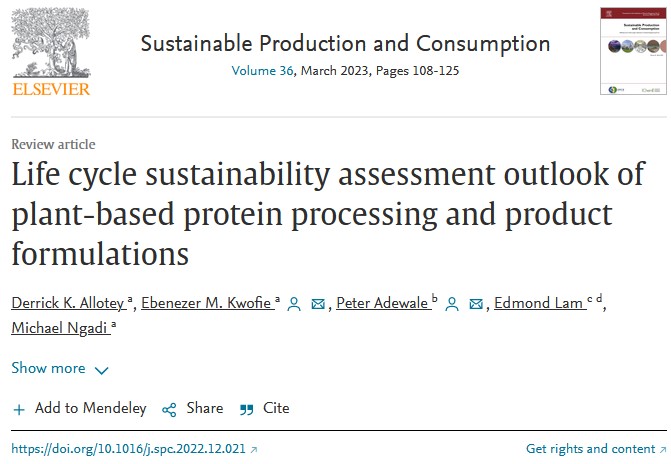 ELSEVIER
Sustainable Production and Consumption
Volume 36, March 2023, Pages 108-125
Review article
Life cycle sustainability assessment outlook of
plant-based protein processing and product
formulations
Derrick K. Allotey a, Ebenezer M. Kwofie a, Peter Adewale b, Edmond Lam c d,
Michael Ngadi a
Show more
Add to Mendeley Share Cite
https://doi.org/10.1016/j.spc.2022.12.021
Get rights and content